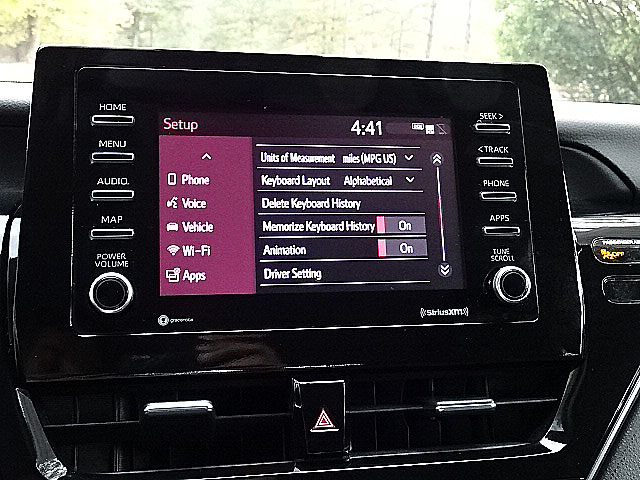 HOME
MENU
AUDIO
MAP
POWER
VOLUME
Setup
4:41
Phone
Voice
Vehicle
Wi-Fi
Apps
Units of Measurement miles (MPG US)
Keyboard Layout Alphabetical
Delete Keyboard History
Memorize Keyboard History On
Animation On
Driver Setting
SEEK >
< TRACK
PHONE
APPS
TUNE
SCROLL
gracenote
SiriusXM
PASSENGER
OFF